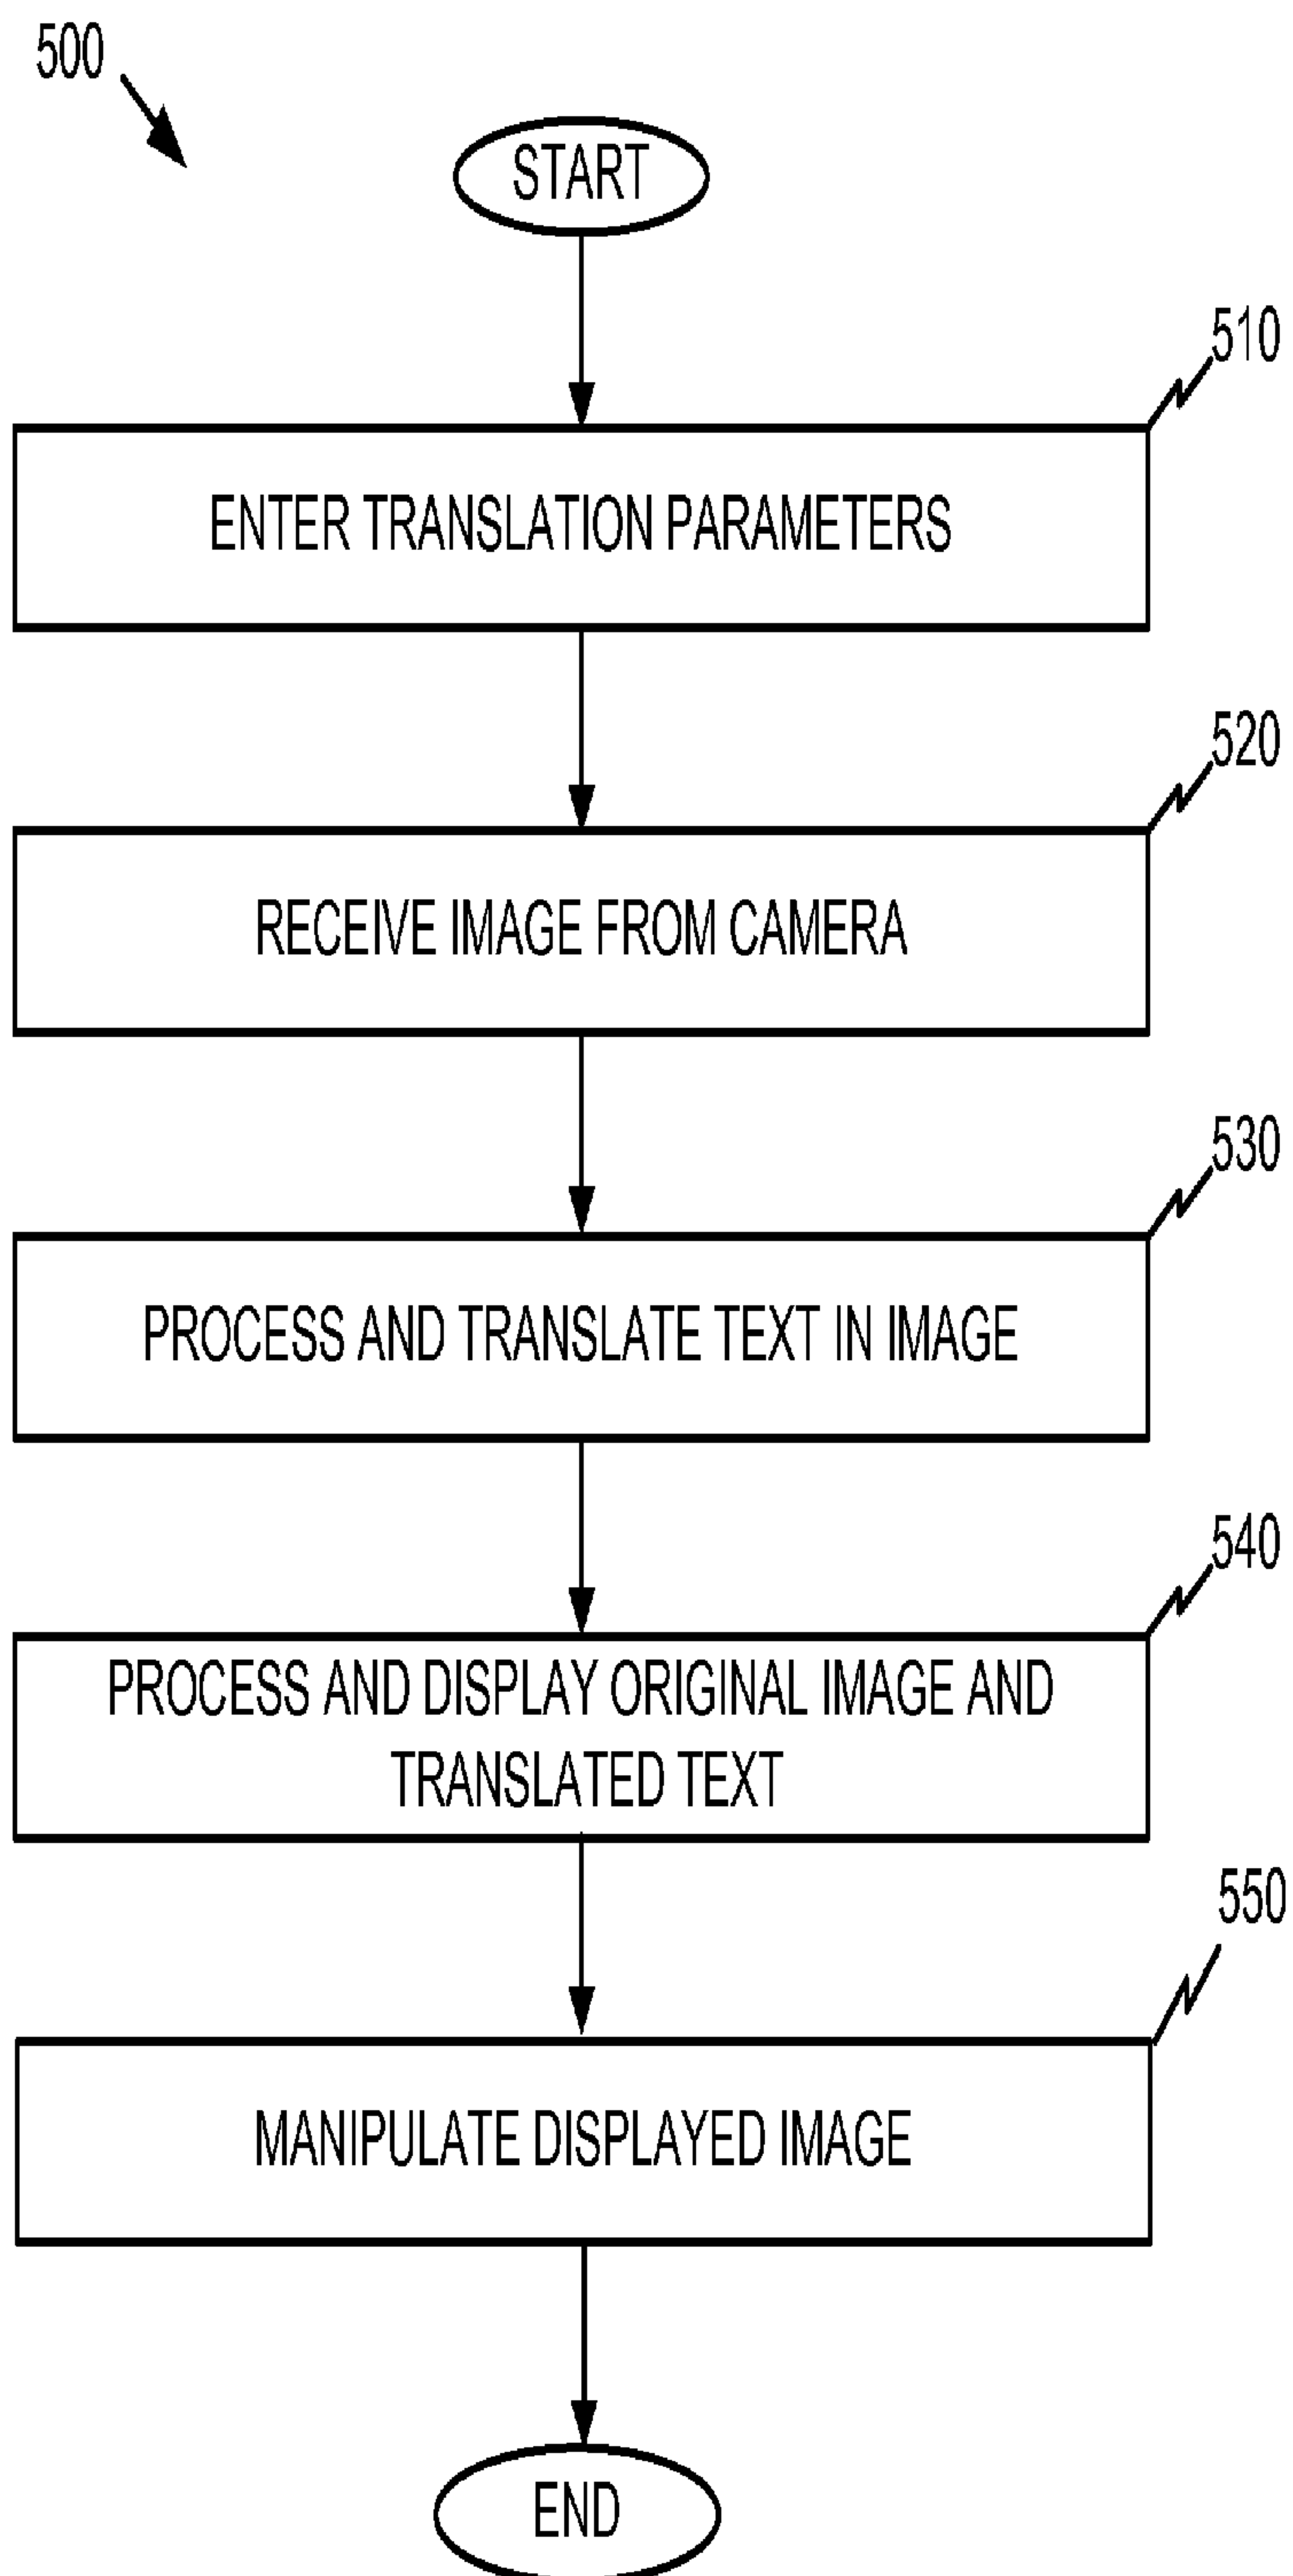 500
START
510
ENTER TRANSLATION PARAMETERS
520
RECEIVE IMAGE FROM CAMERA
530
PROCESS AND TRANSLATE TEXT IN IMAGE
540
PROCESS AND DISPLAY ORIGINAL IMAGE AND
TRANSLATED TEXT
550
MANIPULATE DISPLAYED IMAGE
END